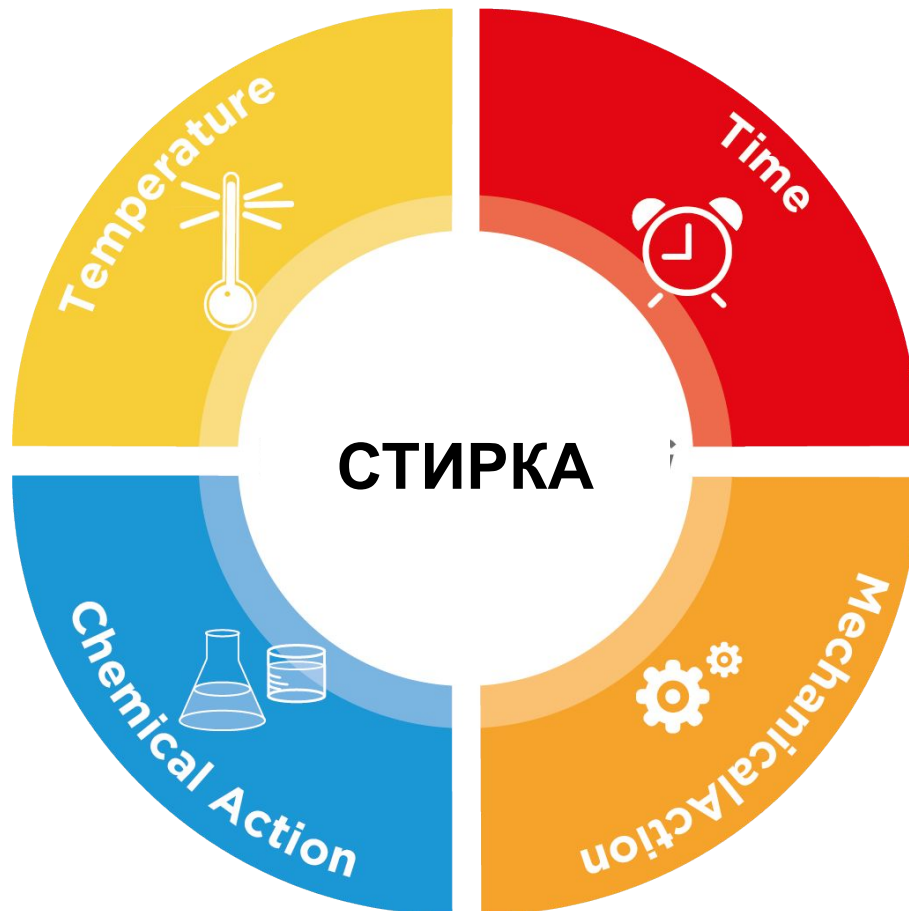 Temperature
Time
СТИРКА
Chemical Action
MechanicalAction